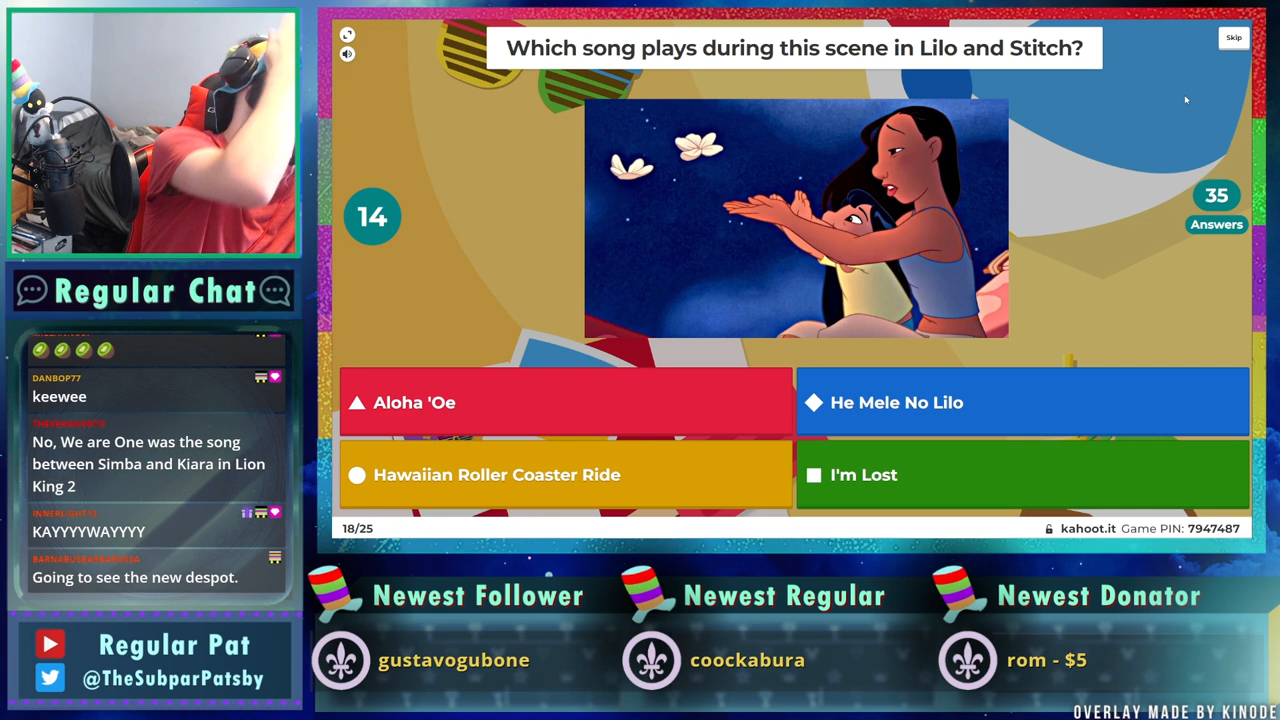 Which song plays during this scene in Lilo and Stitch?
Skip
14
35
Answers
Aloha 'Oe
He Mele No Lilo
Hawaiian Roller Coaster Ride
I'm Lost
18/25
kahoot.it Game PIN: 7947487
Regular Chat
DANBOP77
keewee
No, We are One was the song
between Simba and Kiara in Lion
King 2
INNERLIGHT11
KAYYYYWAYYYY
Going to see the new despot.
Regular Pat
@TheSubparPatsby
Newest Follower
gustavogubone
Newest Regular
coockabura
Newest Donator
rom - $5
OVERLAY MADE BY KINODE